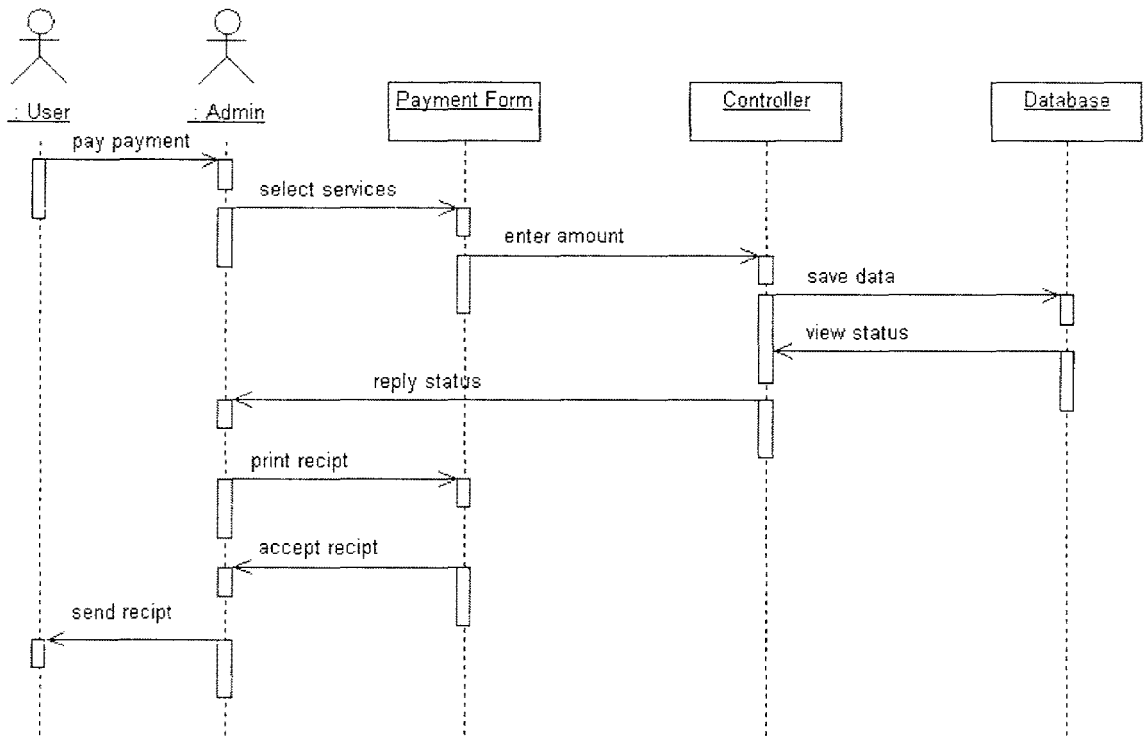 : User
: Admin
Payment Form
Controller
Database
pay payment
select services
enter amount
save data
view status
reply status
print recipt
accept recipt
send recipt